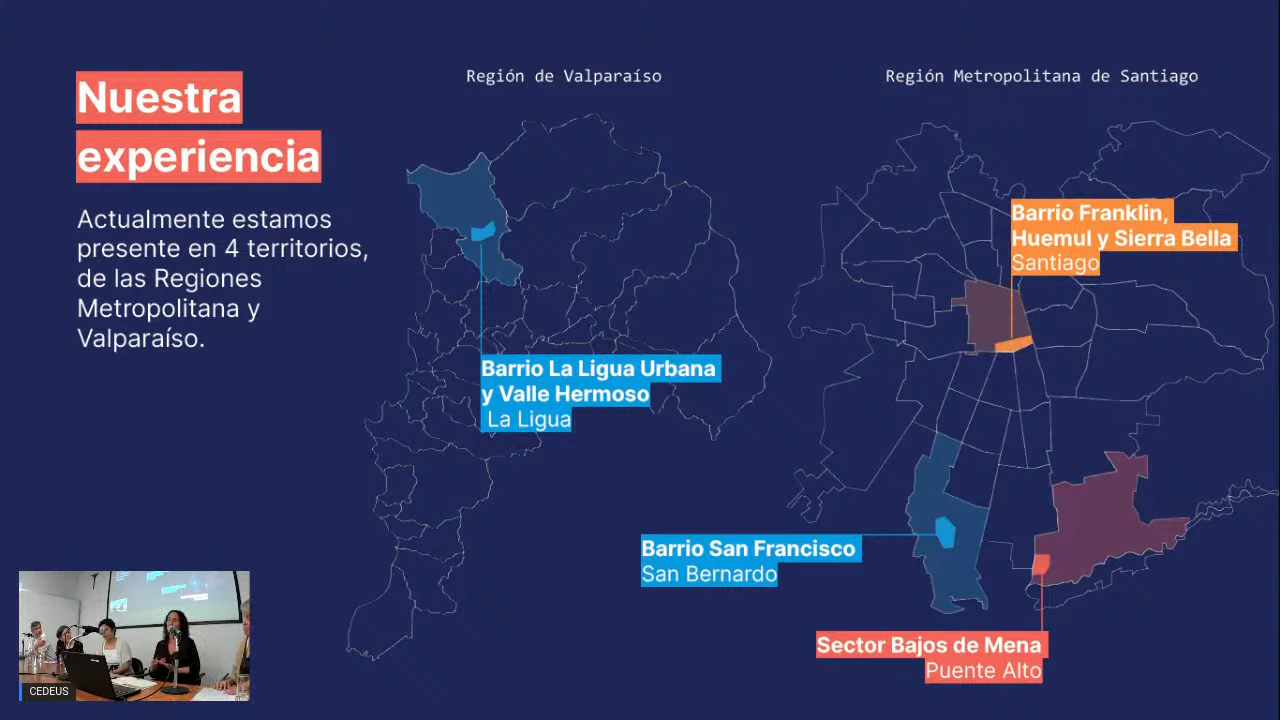 Nuestra
experiencia
Actualmente estamos
presente en 4 territorios,
de las Regiones
Metropolitana y
Valparaíso.
Región de Valparaíso
Barrio La Ligua Urbana
y Valle Hermoso
La Ligua
Región Metropolitana de Santiago
Barrio Franklin,
Huemul y Sierra Bella
Santiago
Barrio San Francisco
San Bernardo
Sector Bajos de Mena
Puente Alto
CEDEUS